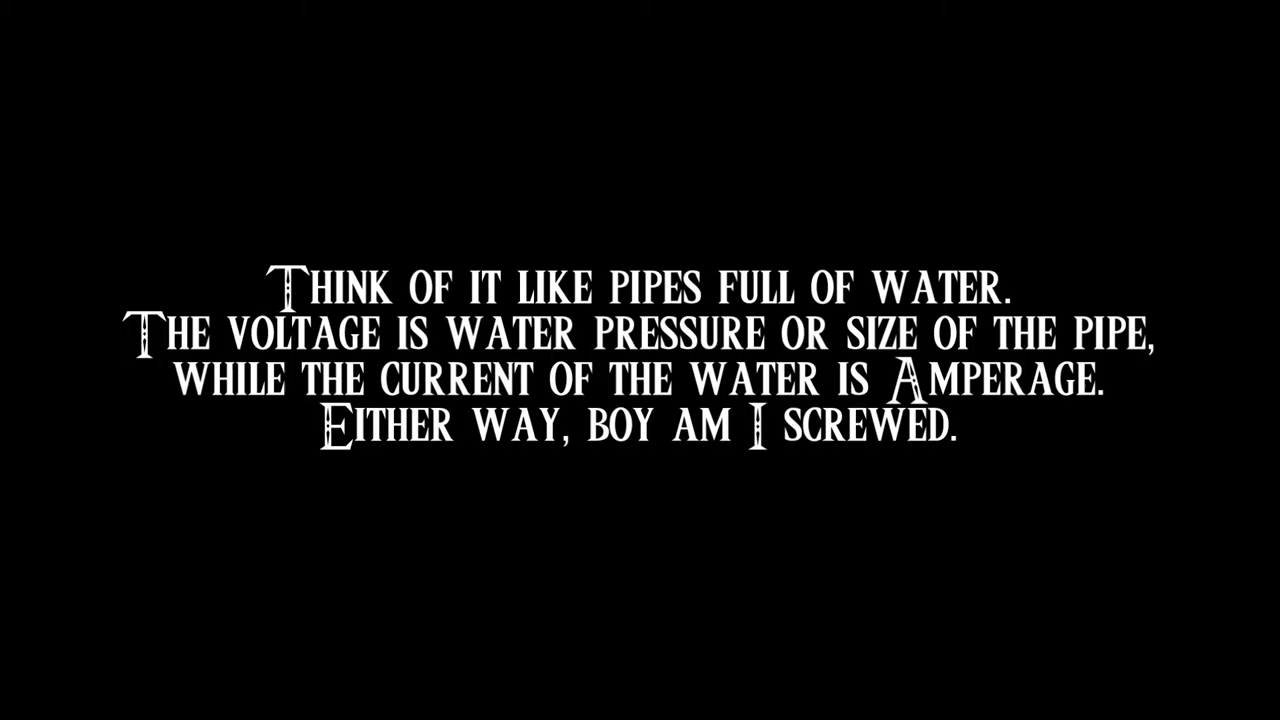 Think of it like pipes full of water.
The voltage is water pressure or size of the pipe,
while the current of the water is Amperage.
Either way, boy am I screwed.